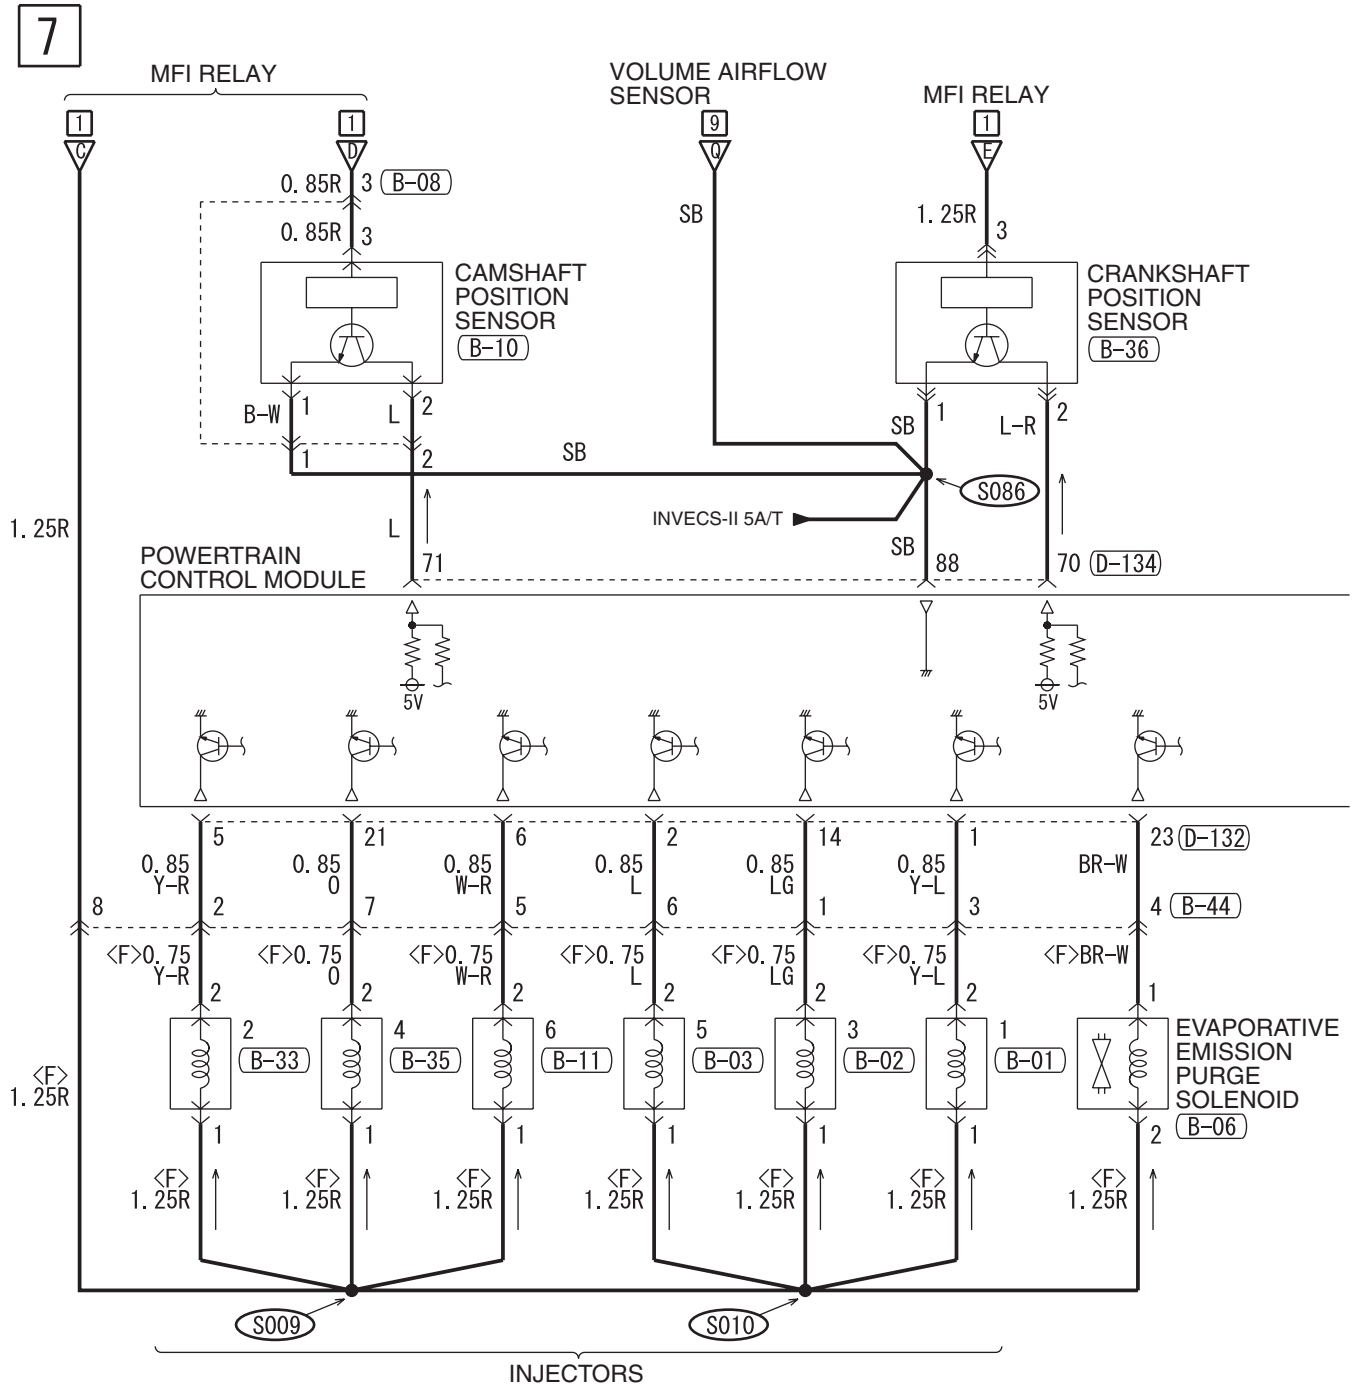 7
MFI RELAY
VOLUME AIRFLOW
SENSOR
MFI RELAY
1
1
9
1
C
D
Q
E
0.85R
3
B-08
SB
1.25R
3
0.85R
3
CAMSHAFT
POSITION
SENSOR
B-10
CRANKSHAFT
POSITION
SENSOR
B-36
B-W
1
L
2
SB
1
L-R
2
1
2
SB
S086
1.25R
INVECS-II 5A/T
L
SB
POWERTRAIN
CONTROL MODULE
71
88
70
D-134
5V
5V
5
21
6
2
14
1
23
D-132
0.85
Y-R
0.85
O
0.85
W-R
0.85
L
0.85
LG
0.85
Y-L
BR-W
8
2
7
5
6
1
3
4
B-44
<F>0.75
Y-R
<F>0.75
O
<F>0.75
W-R
<F>0.75
L
<F>0.75
LG
<F>0.75
Y-L
<F>BR-W
2
2
2
2
2
2
1
2
B-33
4
B-35
6
B-11
5
B-03
3
B-02
1
B-01
EVAPORATIVE
EMISSION
PURGE
SOLENOID
B-06
<F>
1.25R
1
1
1
1
1
1
2
<F>
1.25R
<F>
1.25R
<F>
1.25R
<F>
1.25R
<F>
1.25R
<F>
1.25R
<F>
1.25R
S009
S010
INJECTORS